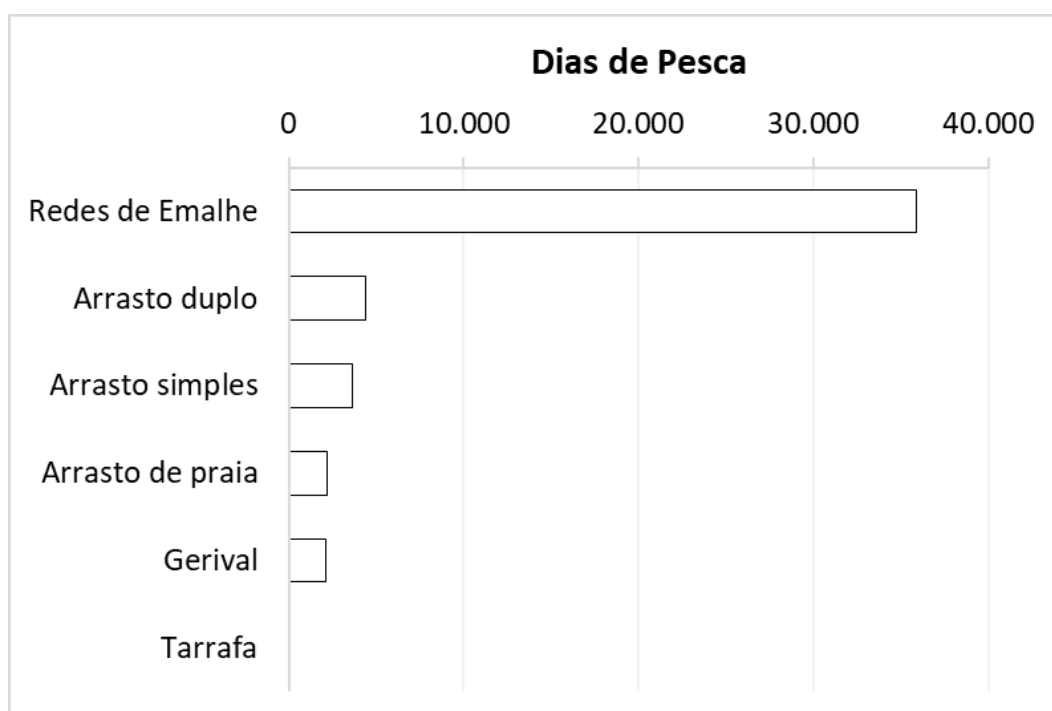 Dias de Pesca
0 10.000 20.000 30.000 40.000
Redes de Emalhe
Arrasto duplo
Arrasto simples
Arrasto de praia
Gerival
Tarrafa